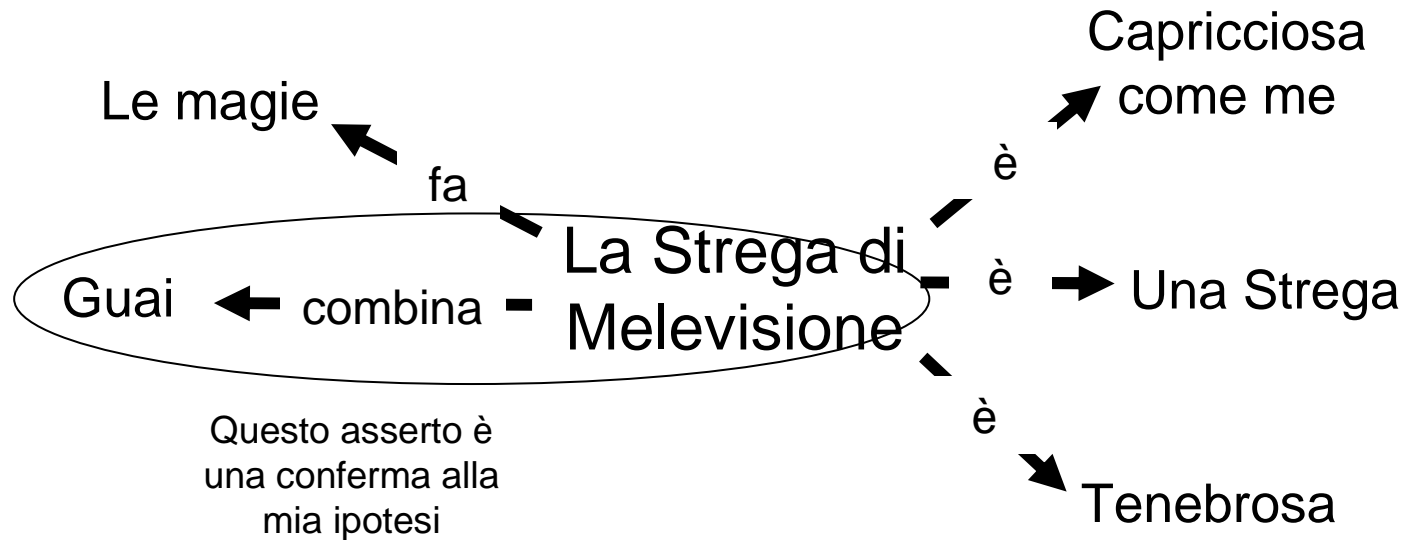 Capricciosa
come me
Le magie
è
fa
La Strega di
Melevisione
Guai
combina
è
Una Strega
è
Questo asserto è
una conferma alla
mia ipotesi
Tenebrosa